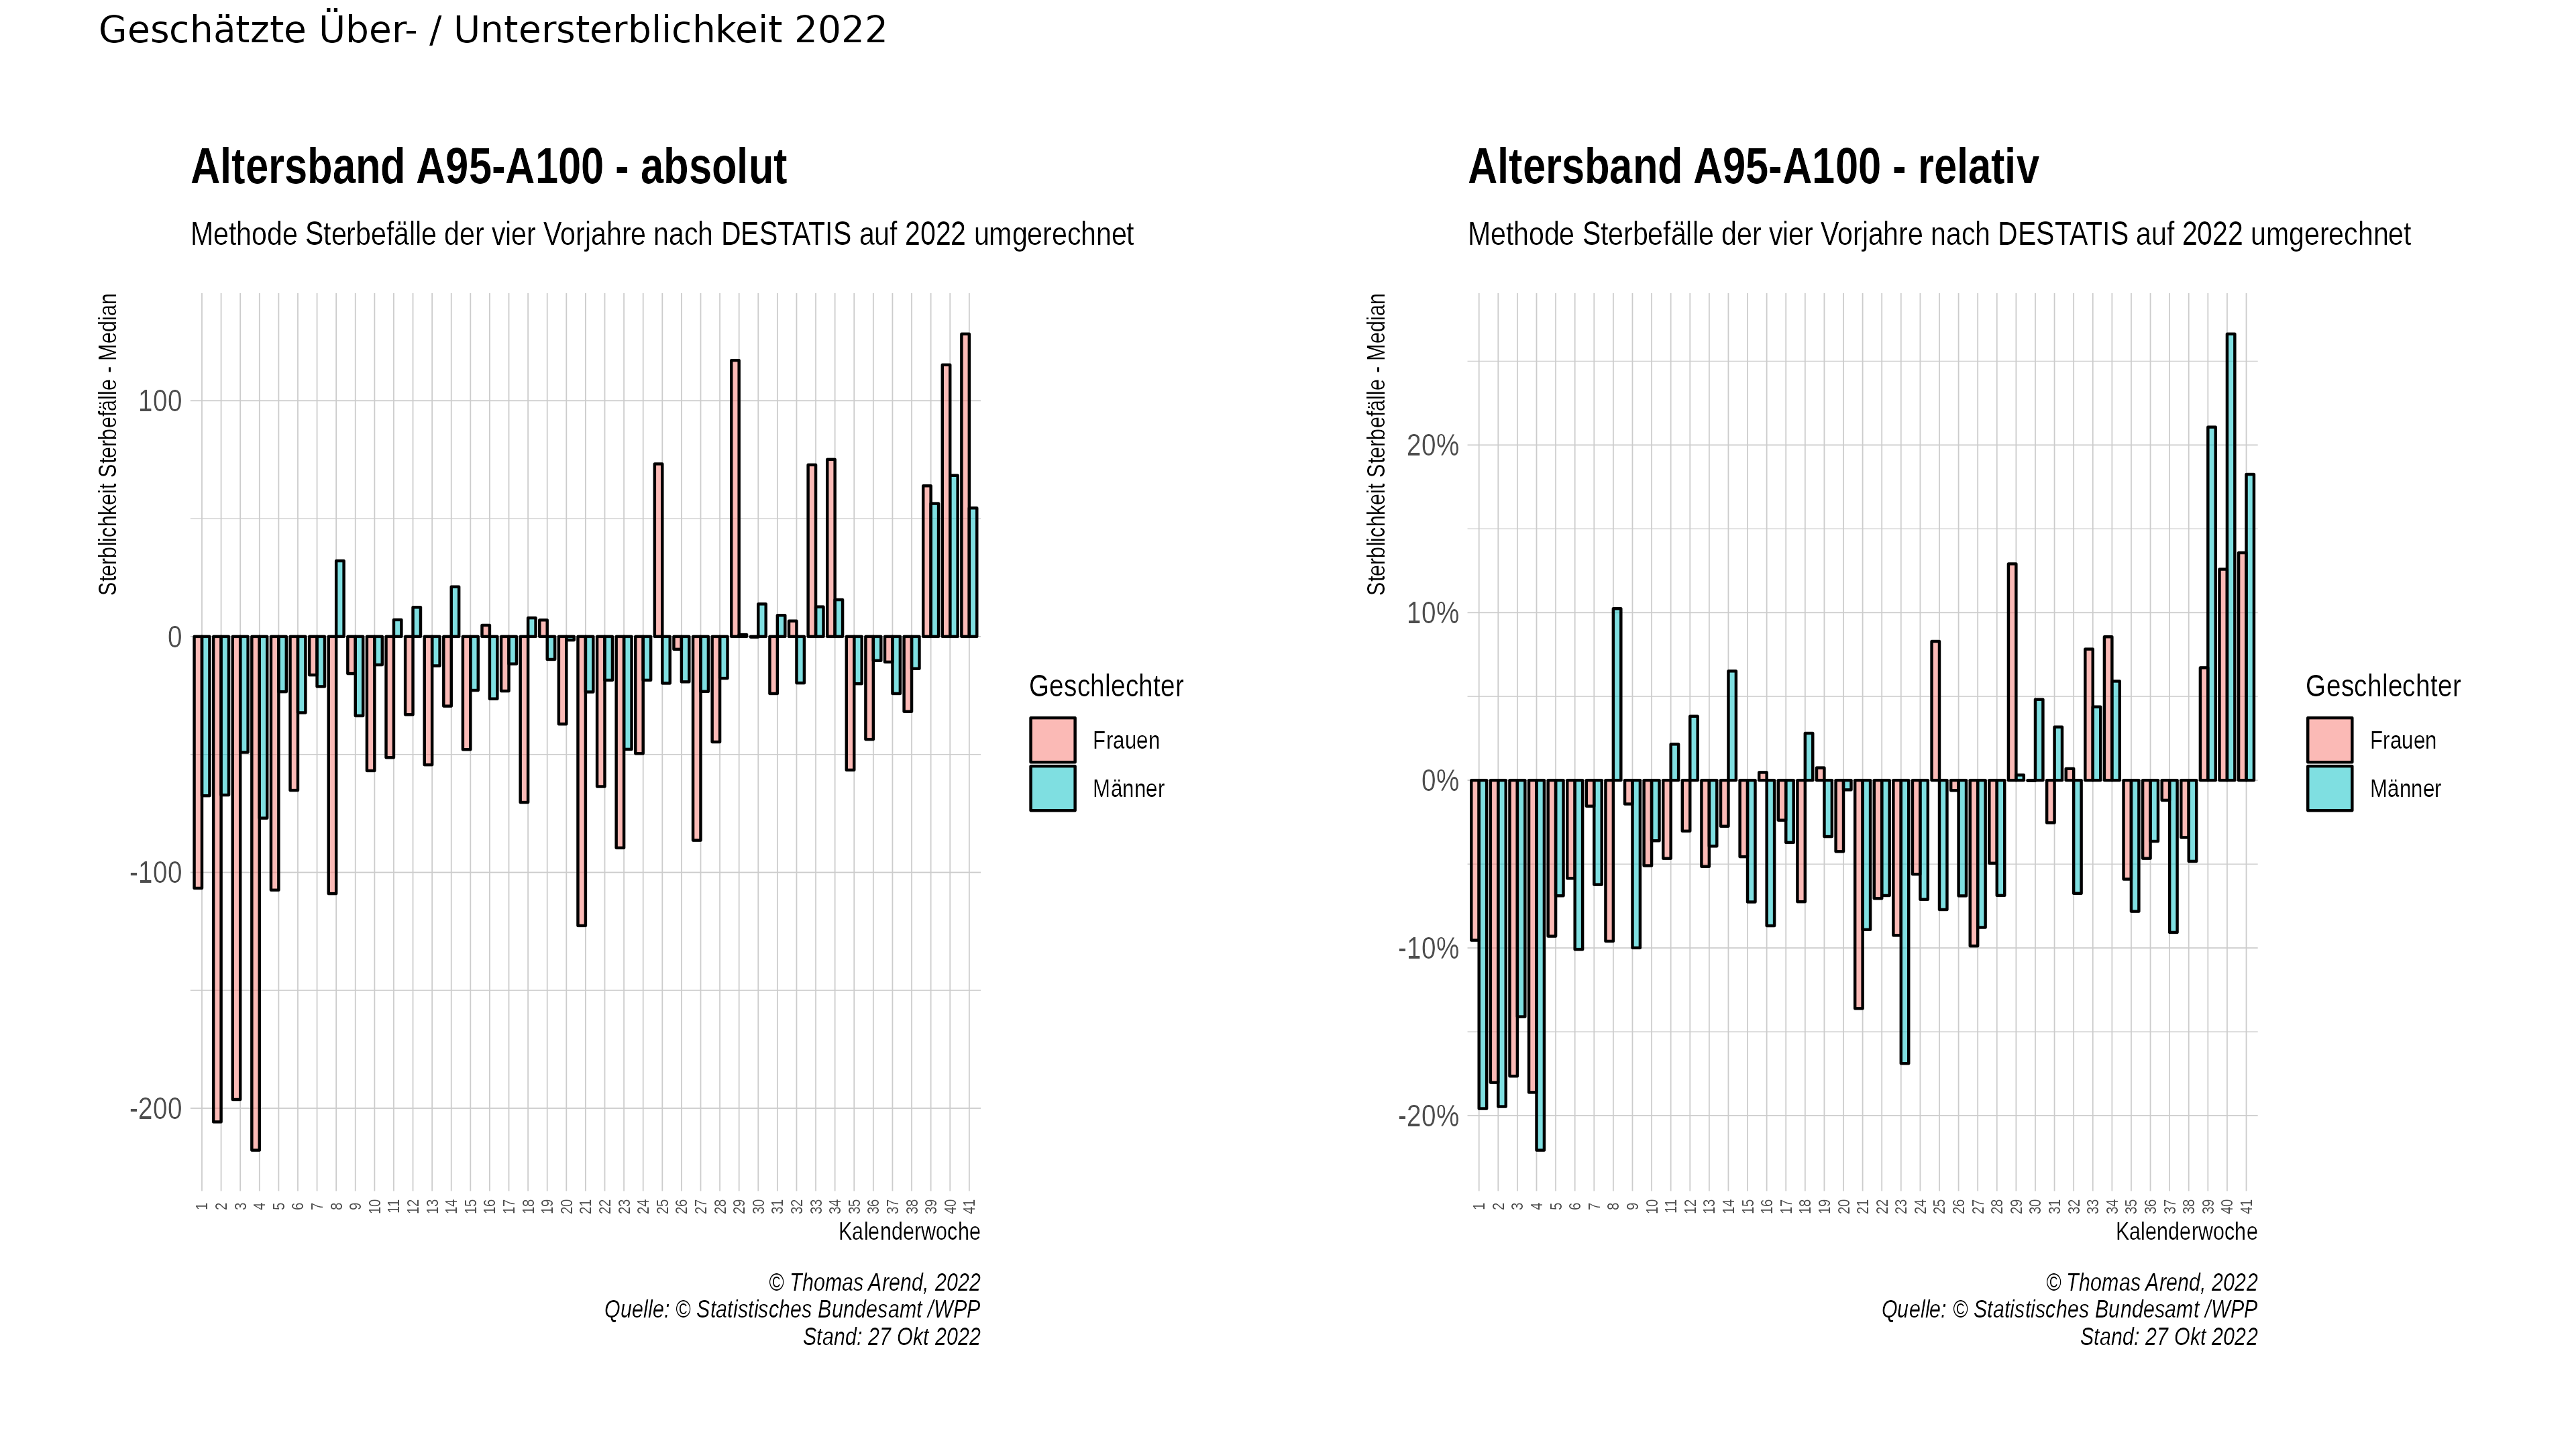 Geschätzte Über- / Untersterblichkeit 2022
Altersband A95-A100 - absolut
Methode Sterbefälle der vier Vorjahre nach DESTATIS auf 2022 umgerechnet
Sterblichkeit Sterbefälle - Median
100
0
-100
-200
1 2 3 4 5 6 7 8 9 10 11 12 13 14 15 16 17 18 19 20 21 22 23 24 25 26 27 28 29 30 31 32 33 34 35 36 37 38 39 40 41
Kalenderwoche
Geschlechter
Frauen
Männer
© Thomas Arend, 2022
Quelle: © Statistisches Bundesamt /WPP
Stand: 27 Okt 2022
Altersband A95-A100 - relativ
Methode Sterbefälle der vier Vorjahre nach DESTATIS auf 2022 umgerechnet
Sterblichkeit Sterbefälle - Median
20%
10%
0%
-10%
-20%
1 2 3 4 5 6 7 8 9 10 11 12 13 14 15 16 17 18 19 20 21 22 23 24 25 26 27 28 29 30 31 32 33 34 35 36 37 38 39 40 41
Kalenderwoche
Geschlechter
Frauen
Männer
© Thomas Arend, 2022
Quelle: © Statistisches Bundesamt /WPP
Stand: 27 Okt 2022